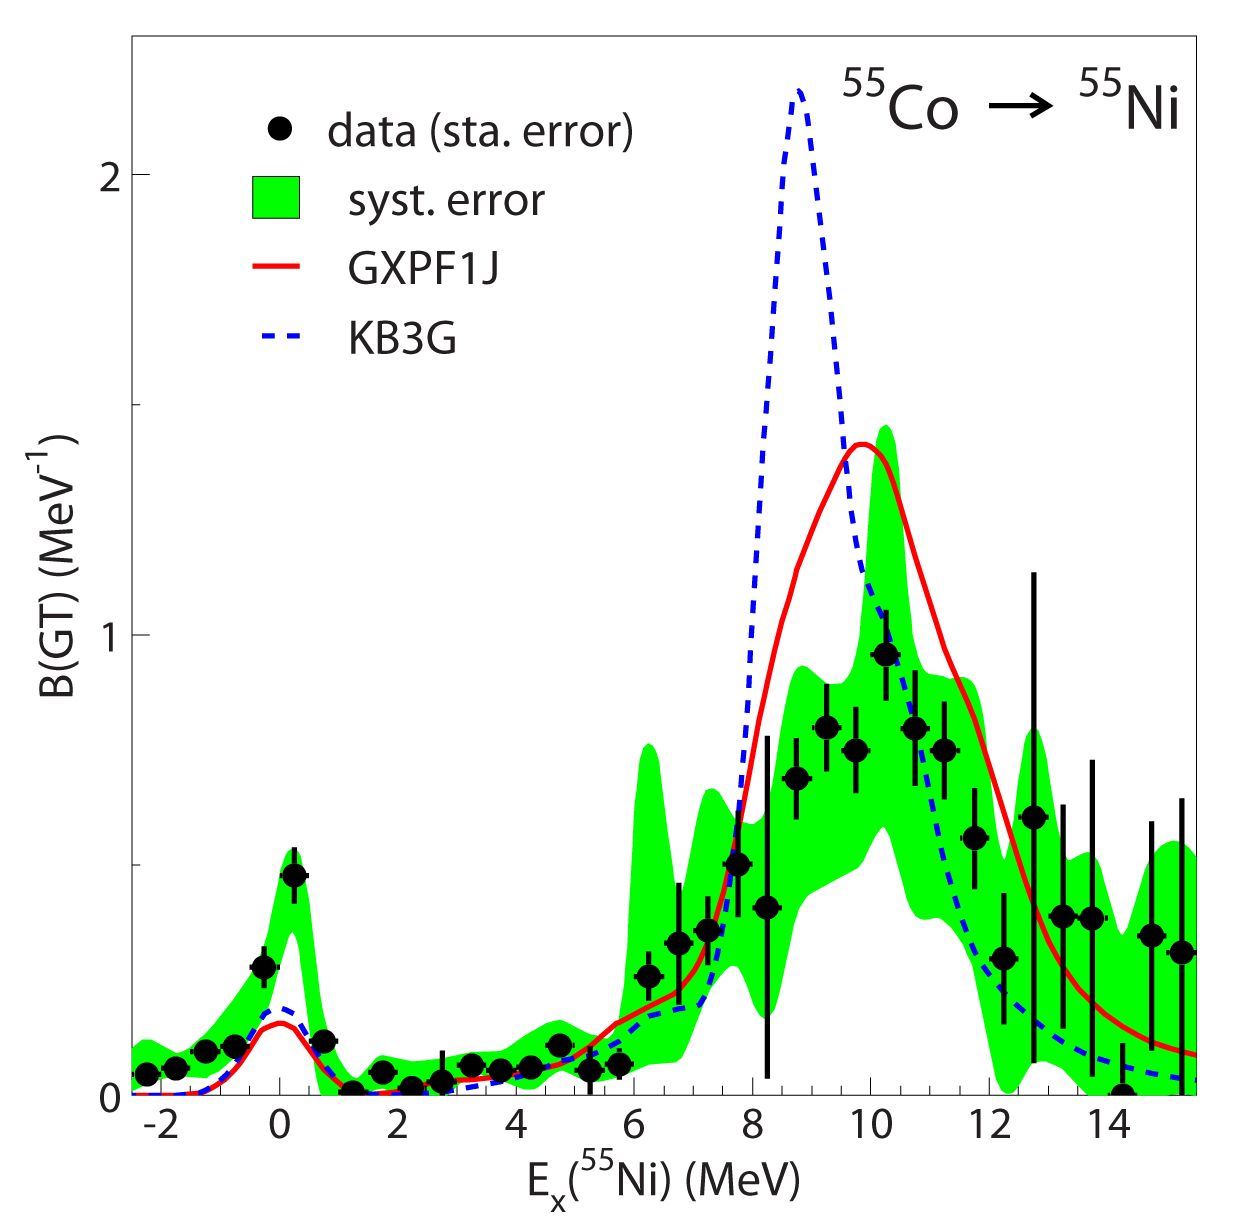 ⁵⁵Co → ⁵⁵Ni
data (sta. error)
syst. error
GXPF1J
KB3G
B(GT) (MeV⁻¹)
2
1
0
-2 0 2 4 6 8 10 12 14
Eₓ(⁵⁵Ni) (MeV)